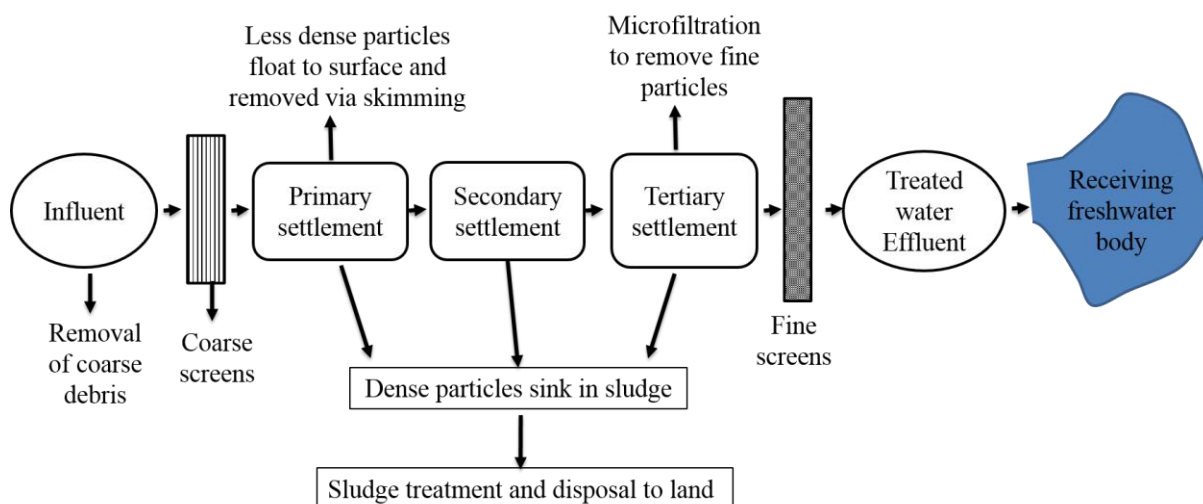 Less dense particles
float to surface and
removed via skimming
Microfiltration
to remove fine
particles
Influent
Primary
settlement
Secondary
settlement
Tertiary
settlement
Treated
water
Effluent
Receiving
freshwater
body
Removal
of coarse
debris
Coarse
screens
Fine
screens
Dense particles sink in sludge
Sludge treatment and disposal to land